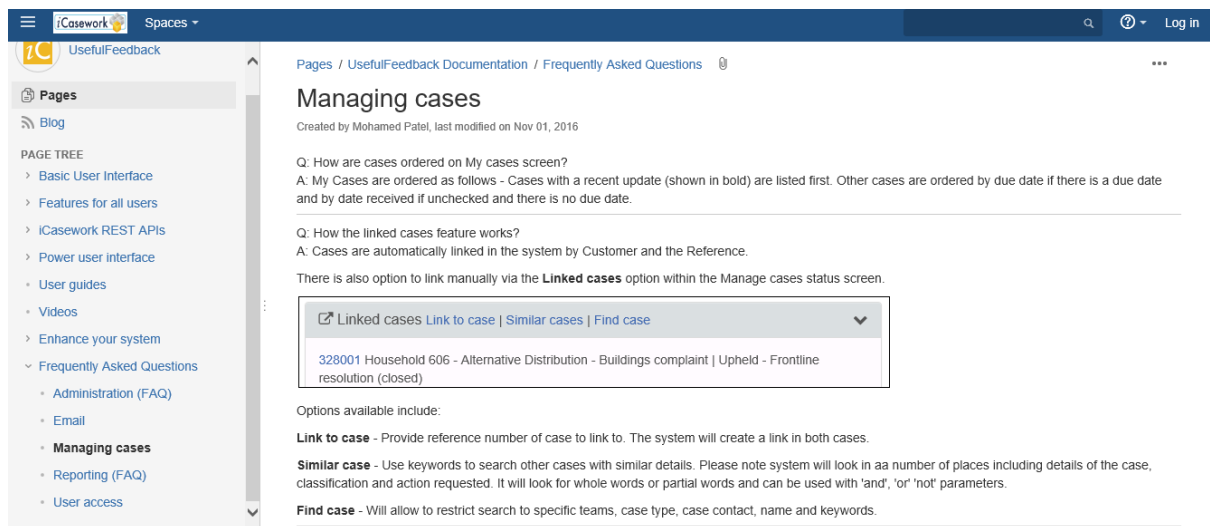 iCasework
Spaces
Log in
iC
UsefulFeedback
Pages
Blog
PAGE TREE
Basic User Interface
Features for all users
iCasework REST APIs
Power user interface
User guides
Videos
Enhance your system
Frequently Asked Questions
Administration (FAQ)
Email
Managing cases
Reporting (FAQ)
User access
Pages / UsefulFeedback Documentation / Frequently Asked Questions
Managing cases
Created by Mohamed Patel, last modified on Nov 01, 2016
Q: How are cases ordered on My cases screen?
A: My Cases are ordered as follows - Cases with a recent update (shown in bold) are listed first. Other cases are ordered by due date if there is a due date
and by date received if unchecked and there is no due date.
Q: How the linked cases feature works?
A: Cases are automatically linked in the system by Customer and the Reference.
There is also option to link manually via the Linked cases option within the Manage cases status screen.
Linked cases Link to case | Similar cases | Find case
328001 Household 606 - Alternative Distribution - Buildings complaint | Upheld - Frontline
resolution (closed)
Options available include:
Link to case - Provide reference number of case to link to. The system will create a link in both cases.
Similar case - Use keywords to search other cases with similar details. Please note system will look in aa number of places including details of the case,
classification and action requested. It will look for whole words or partial words and can be used with 'and', 'or' 'not' parameters.
Find case - Will allow to restrict search to specific teams, case type, case contact, name and keywords.